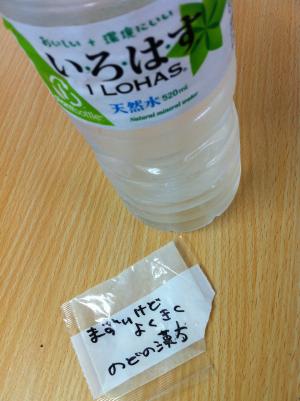 おいしい + 環境にいい
い・ろ・は・す
I LOHAS
天然水 520ml
Natural mineral water
まずいけど
よくきく
のどの漢方